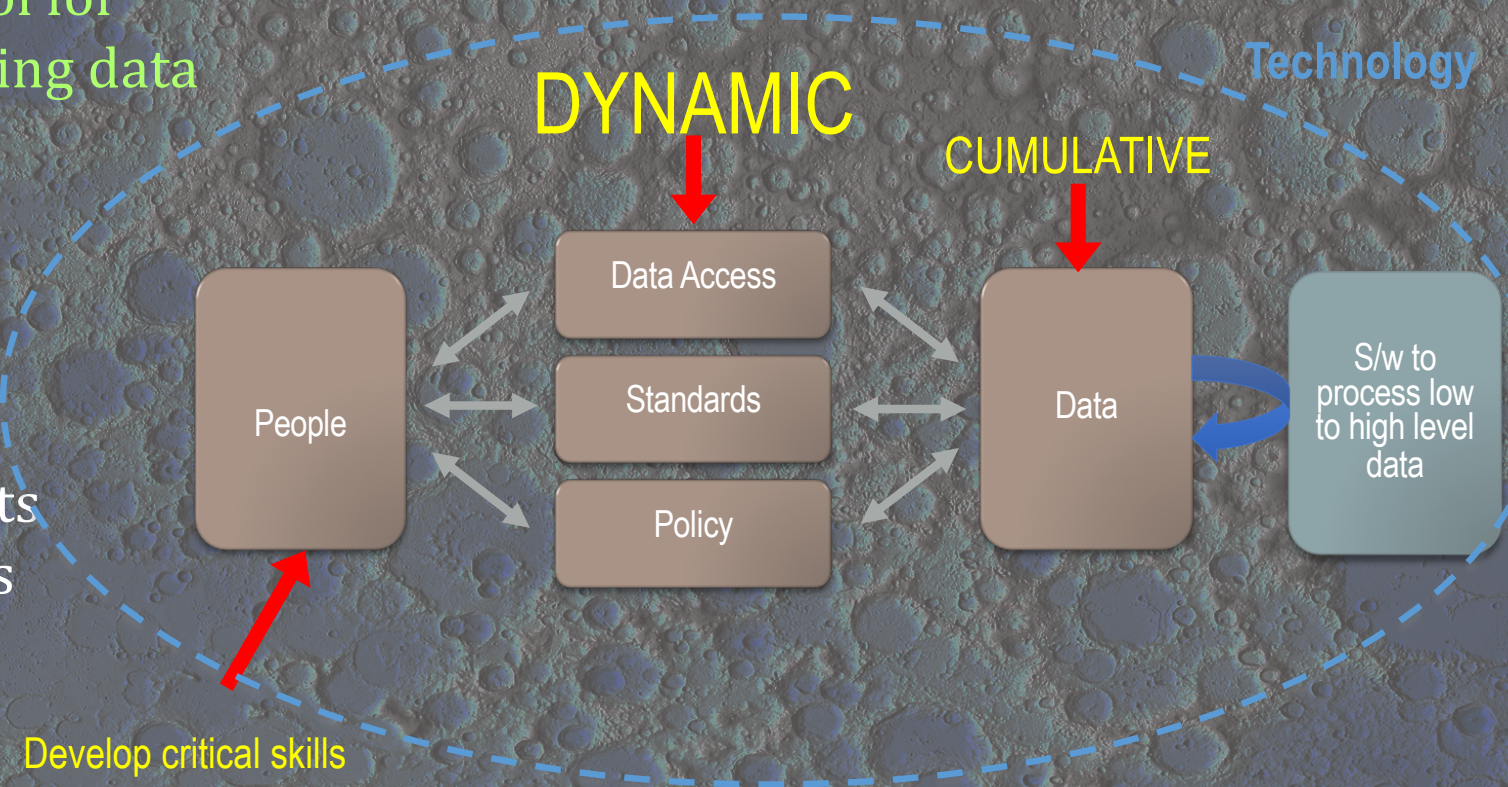 ing data
Technology
DYNAMIC
CUMULATIVE
Data Access
Standards
Policy
People
Data
S/w to
process low
to high level
data
ts
s
Develop critical skills